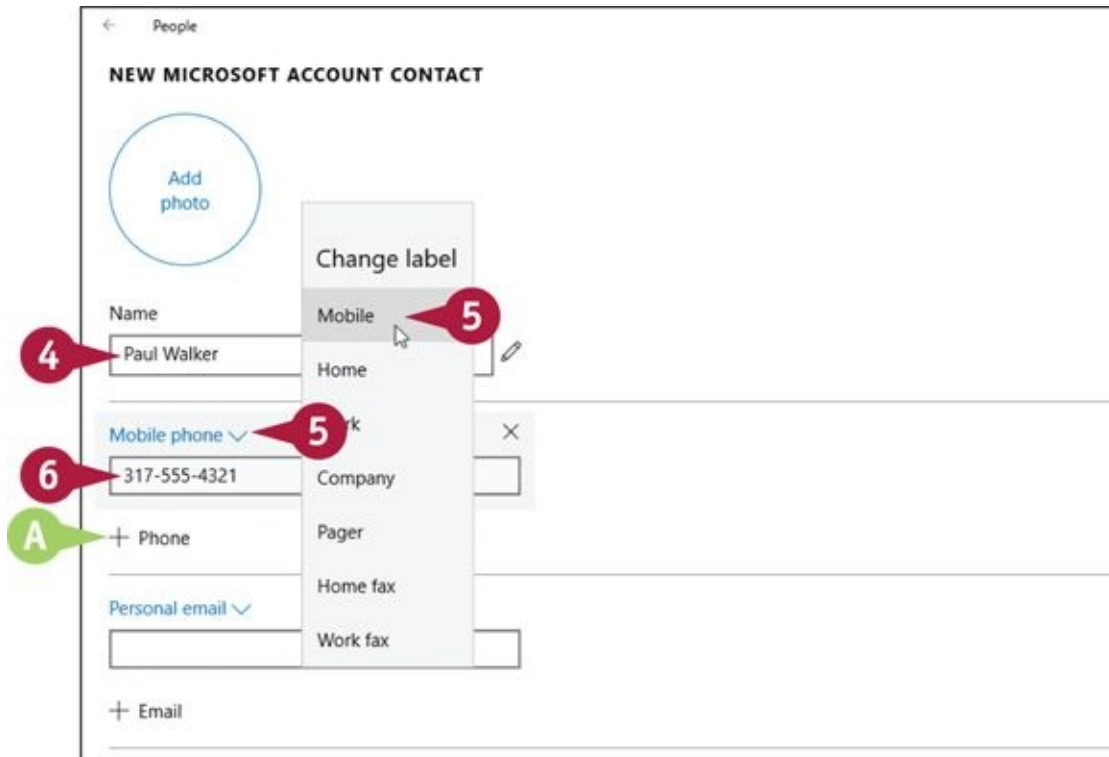 People
NEW MICROSOFT ACCOUNT CONTACT
Add
photo
Change label
Name
Mobile
5
4
Paul Walker
Home
Mobile phone
5
rk
6
317-555-4321
Company
A
+ Phone
Pager
Home fax
Personal email
Work fax
+ Email